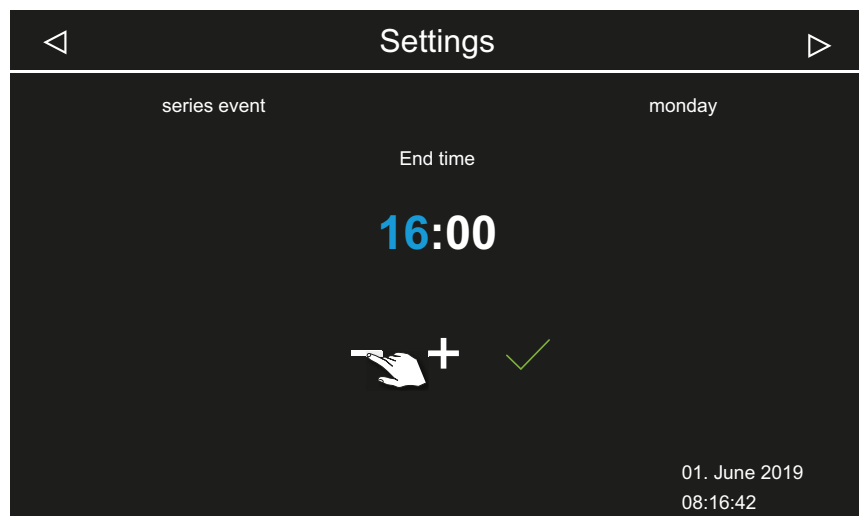 Settings
series event monday
End time
16:00
01. June 2019
08:16:42